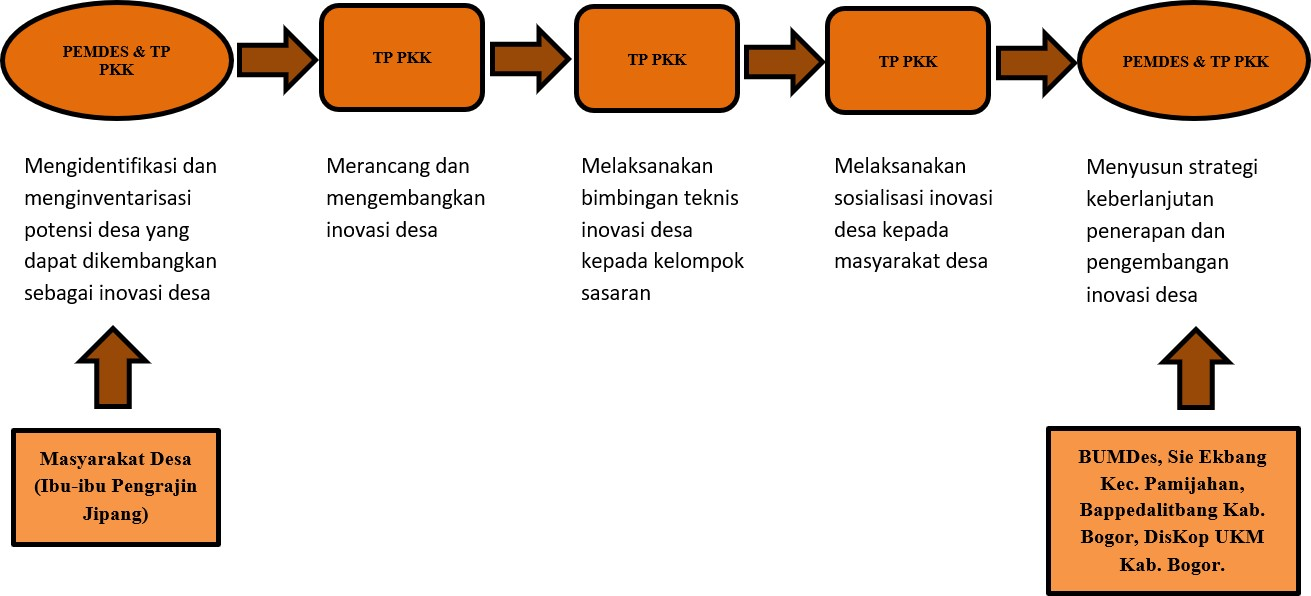 PEMDES & TP
PKK
TP PKK
TP PKK
TP PKK
PEMDES & TP PKK
Mengidentifikasi dan
menginventarisasi
potensi desa yang
dapat dikembangkan
sebagai inovasi desa
Merancang dan
mengembangkan
inovasi desa
Melaksanakan
bimbingan teknis
inovasi desa
kepada kelompok
sasaran
Melaksanakan
sosialisasi inovasi
desa kepada
masyarakat desa
Menyusun strategi
keberlanjutan
penerapan dan
pengembangan
inovasi desa
Masyarakat Desa
(Ibu-ibu Pengrajin
Jipang)
BUMDes, Sie Ekbang
Kec. Pamijahan,
Bappedalitbang Kab.
Bogor, DisKop UKM
Kab. Bogor.